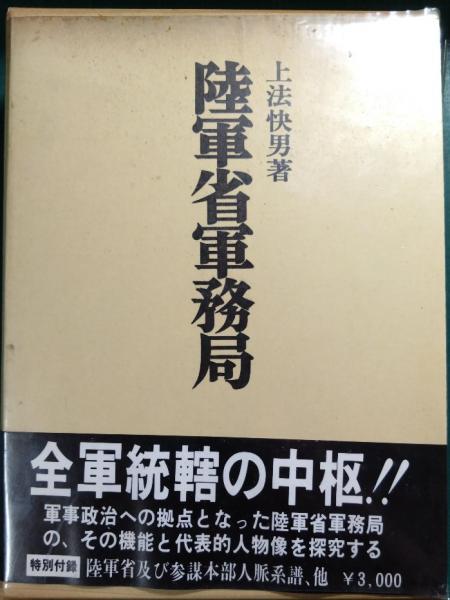 上法快男著
陸軍省軍務局
全軍統轄の中枢!!
軍事政治への拠点となった陸軍省軍務局
の、その機能と代表的人物像を探究する
特別付録 陸軍省及び参謀本部人脈系譜、他 ¥3,000